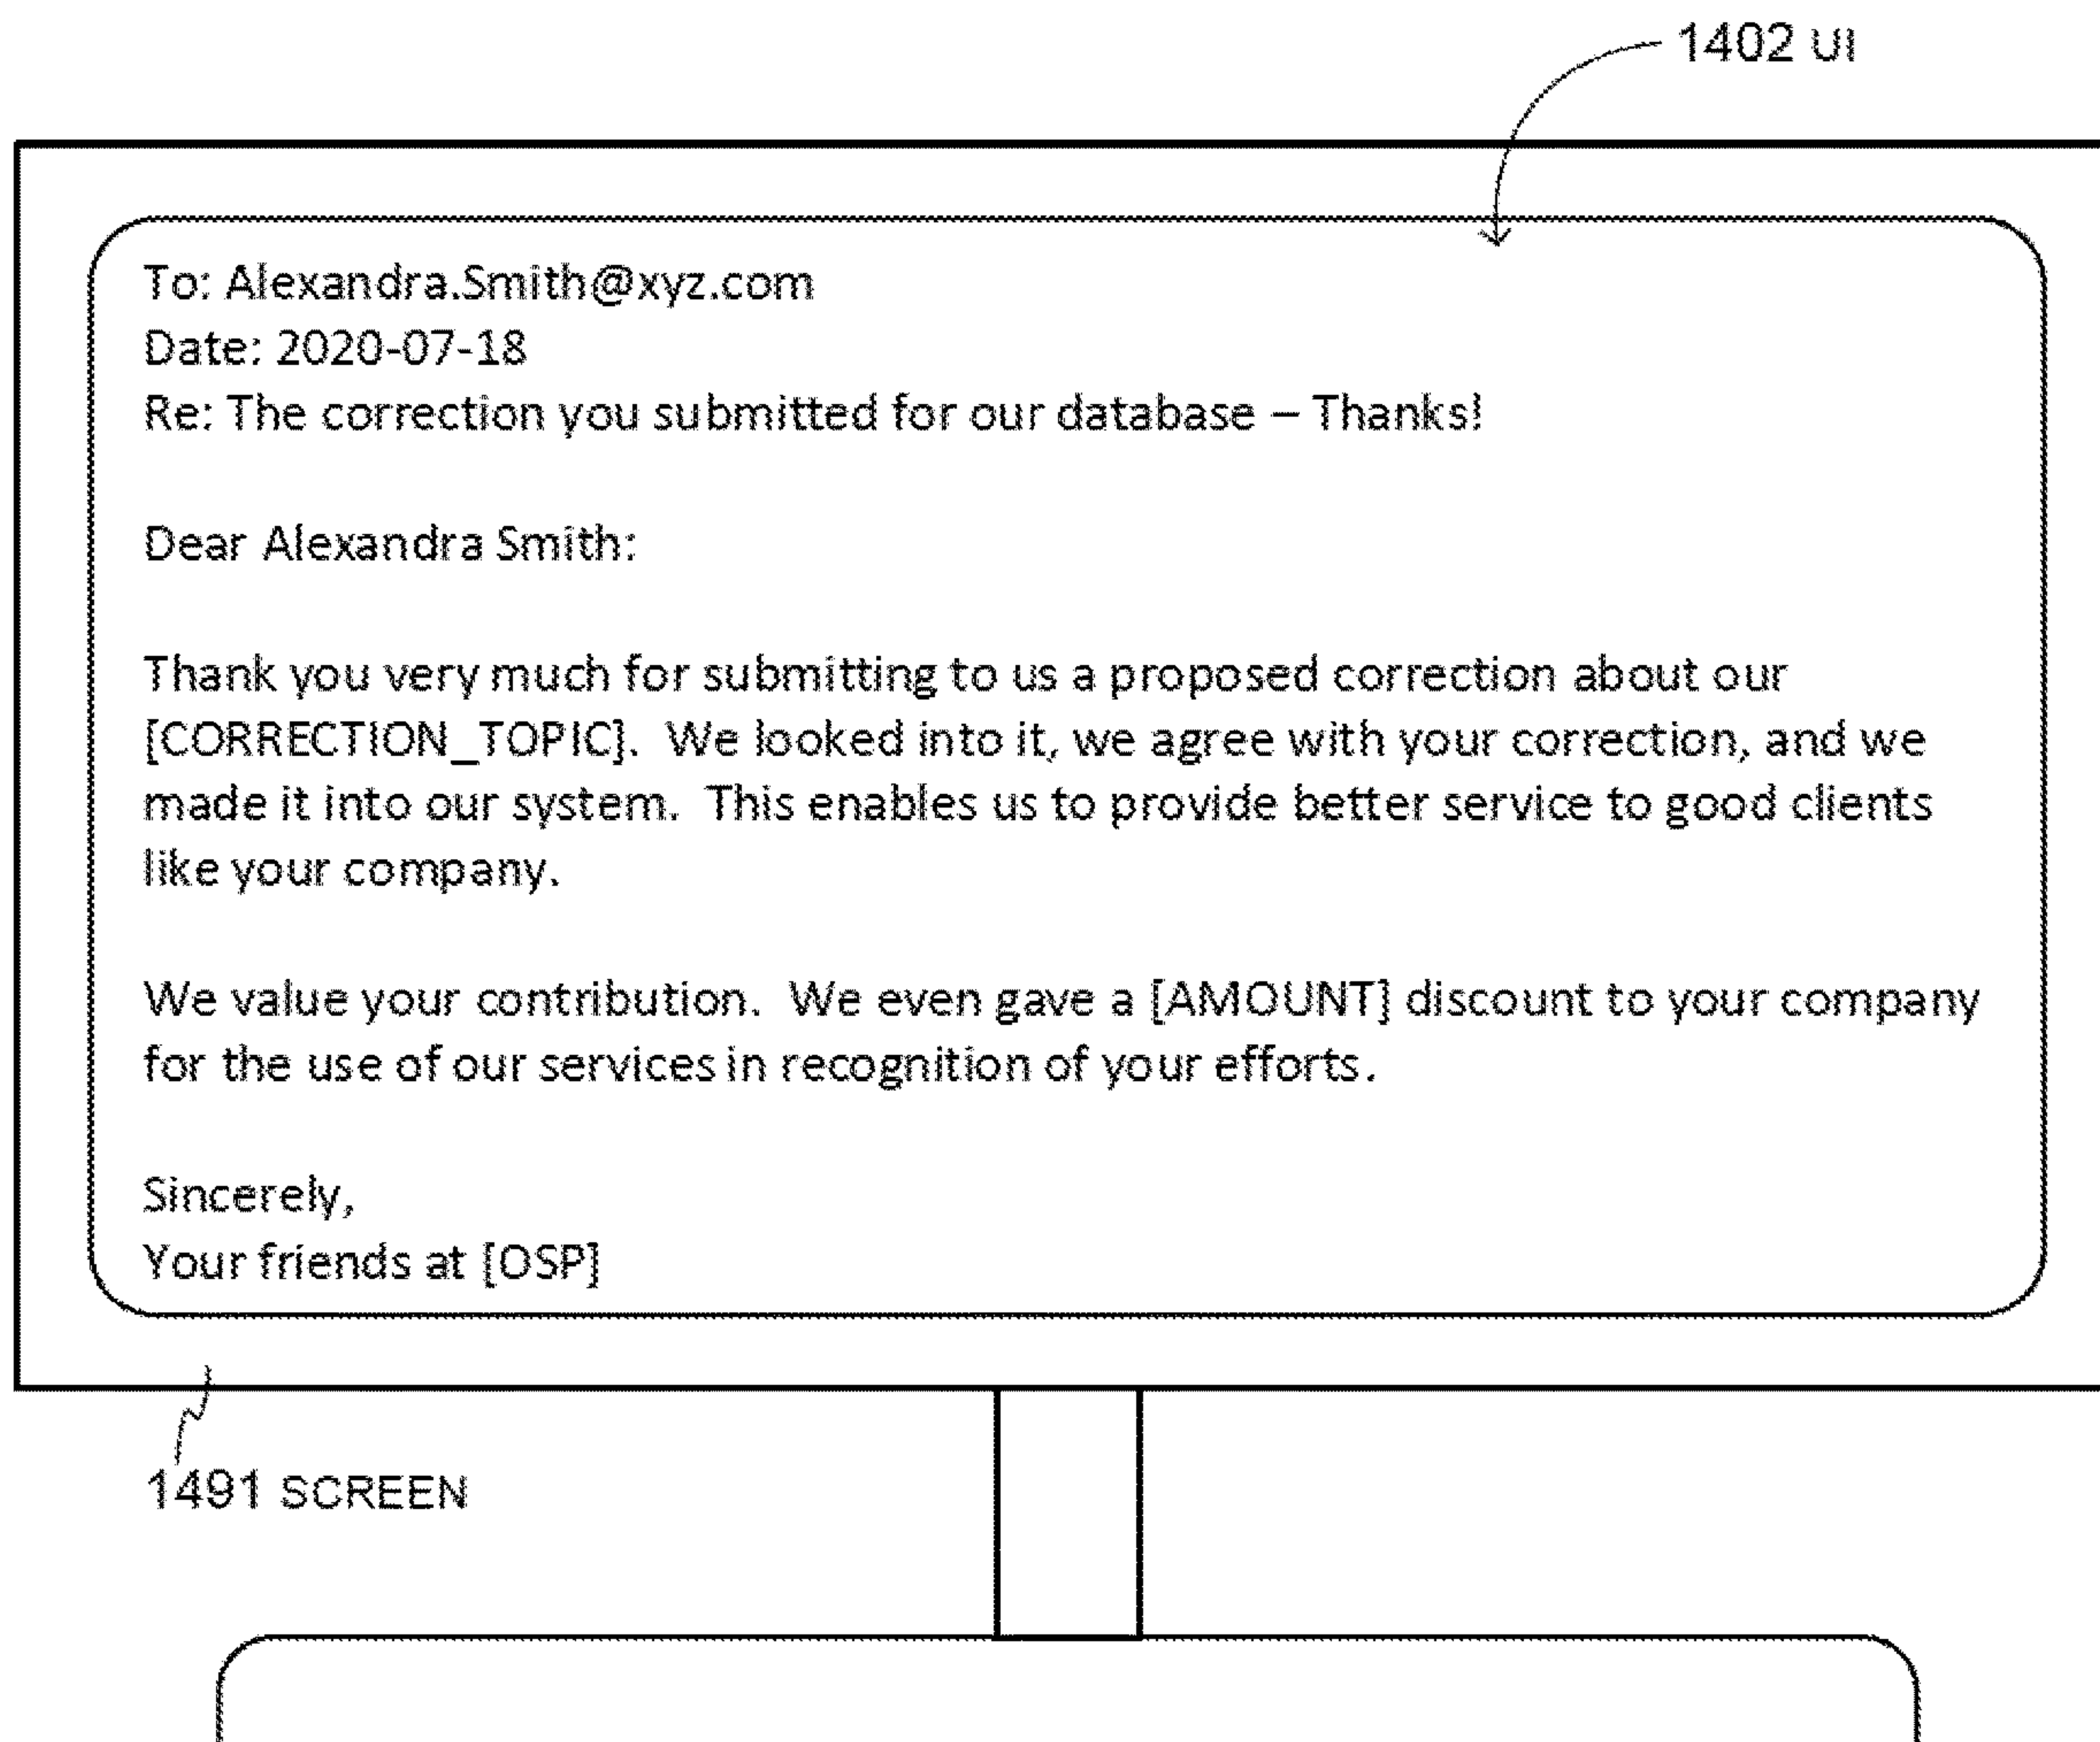 1402 UI
To: Alexandra.Smith@xyz.com
Date: 2020-07-18
Re: The correction you submitted for our database – Thanks!
Dear Alexandra Smith:
Thank you very much for submitting to us a proposed correction about our
[CORRECTION_TOPIC].  We looked into it, we agree with your correction, and we
made it into our system.  This enables us to provide better service to good clients
like your company.
We value your contribution.  We even gave a [AMOUNT] discount to your company
for the use of our services in recognition of your efforts.
Sincerely,
Your friends at [OSP]
1491 SCREEN